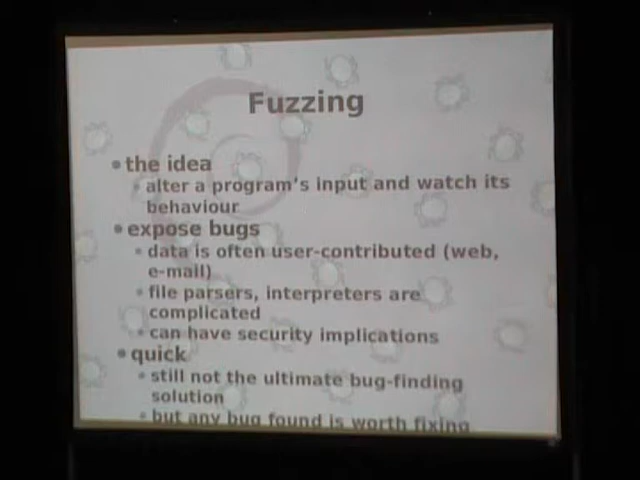 Fuzzing
• the idea
• alter a program's input and watch its
behaviour
• expose bugs
• data is often user-contributed (web,
e-mail)
• file parsers, interpreters are
complicated
• can have security implications
• quick
• still not the ultimate bug-finding
solution
• but any bug found is worth fixing